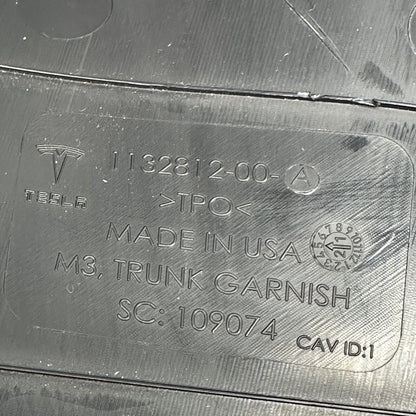 1132812-00-A
TESLA
>TPO<
MADE IN USA
M3, TRUNK GARNISH
SC: 109074
CAV ID:1